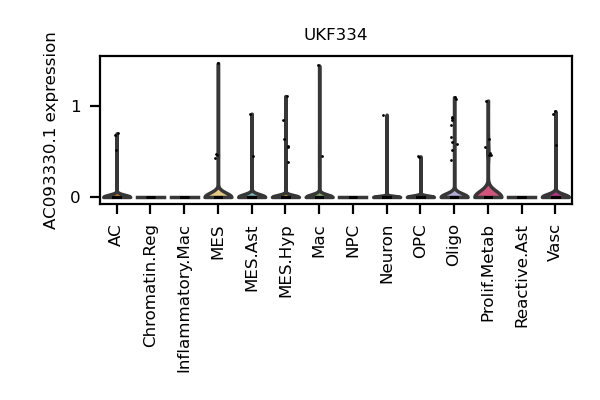 UKF334
AC093330.1 expression
1
0
AC
Chromatin.Reg
Inflammatory.Mac
MES
MES.Ast
MES.Hyp
Mac
NPC
Neuron
OPC
Oligo
Prolif.Metab
Reactive.Ast
Vasc